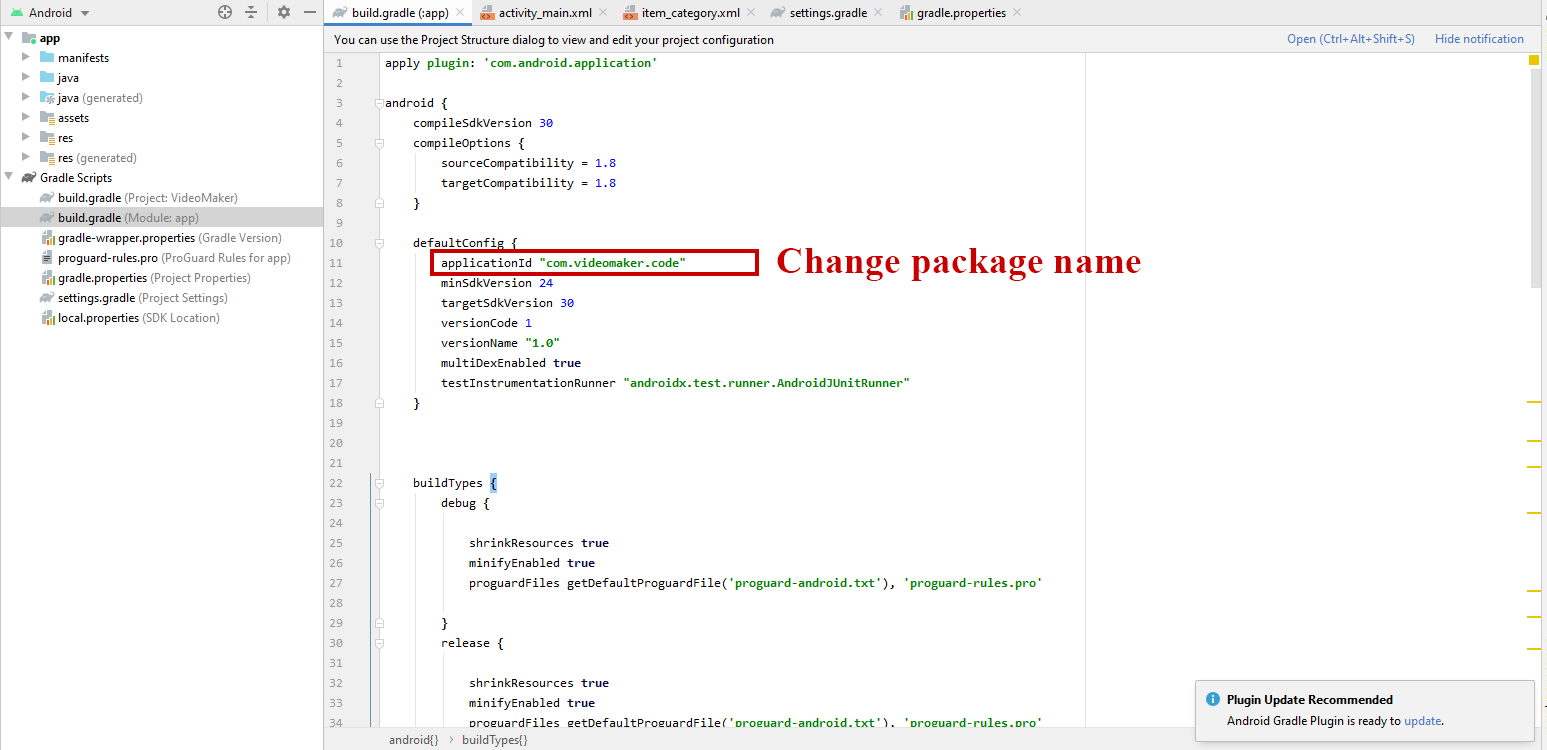 Android
build.gradle (:app)
activity_main.xml
item_category.xml
settings.gradle
gradle.properties
You can use the Project Structure dialog to view and edit your project configuration
Open (Ctrl+Alt+Shift+S)
Hide notification
app
manifests
java
java (generated)
assets
res
res (generated)
Gradle Scripts
build.gradle (Project: VideoMaker)
build.gradle (Module: app)
gradle-wrapper.properties (Gradle Version)
proguard-rules.pro (ProGuard Rules for app)
gradle.properties (Project Properties)
settings.gradle (Project Settings)
local.properties (SDK Location)
1 apply plugin: 'com.android.application'
2
3 android {
4 compileSdkVersion 30
5 compileOptions {
6 sourceCompatibility = 1.8
7 targetCompatibility = 1.8
8 }
9
10 defaultConfig {
11 applicationId "com.videomaker.code"
Change package name
12 minSdkVersion 24
13 targetSdkVersion 30
14 versionCode 1
15 versionName "1.0"
16 multiDexEnabled true
17 testInstrumentationRunner "androidx.test.runner.AndroidJUnitRunner"
18 }
19
20
21
22 buildTypes {
23 debug {
24
25 shrinkResources true
26 minifyEnabled true
27 proguardFiles getDefaultProguardFile('proguard-android.txt'), 'proguard-rules.pro'
28
29 }
30 release {
31
32 shrinkResources true
33 minifyEnabled true
34 proguardFiles getDefaultProguardFile('proguard-android.txt'), 'proguard-rules.pro'
android{} › buildTypes{}
Plugin Update Recommended
Android Gradle Plugin is ready to update.